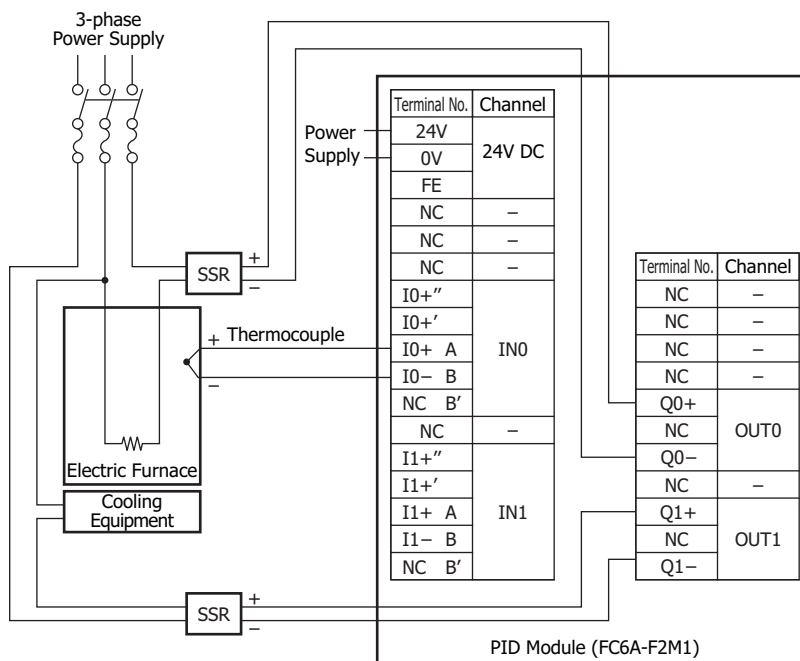 3-phase
Power Supply
Terminal No. Channel
Power
Supply
24V
0V
24V DC
FE
NC –
NC –
NC –
I0+″
I0+′
I0+ A
IN0
I0− B
NC B′
NC –
I1+″
I1+′
I1+ A
IN1
I1− B
NC B′
+
SSR
−
+
Thermocouple
−
Electric Furnace
Cooling
Equipment
+
SSR
−
Terminal No. Channel
NC –
NC –
NC –
NC –
Q0+
NC
OUT0
Q0−
NC –
Q1+
NC
OUT1
Q1−
PID Module (FC6A-F2M1)